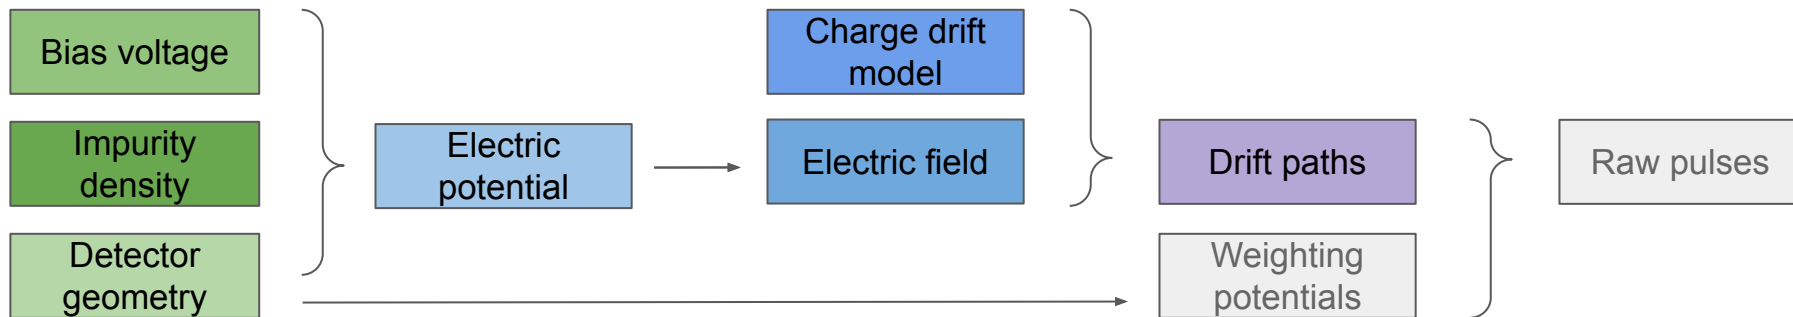 Bias voltage
Impurity
density
Detector
geometry
Electric
potential
Charge drift
model
Electric field
Drift paths
Weighting
potentials
Raw pulses